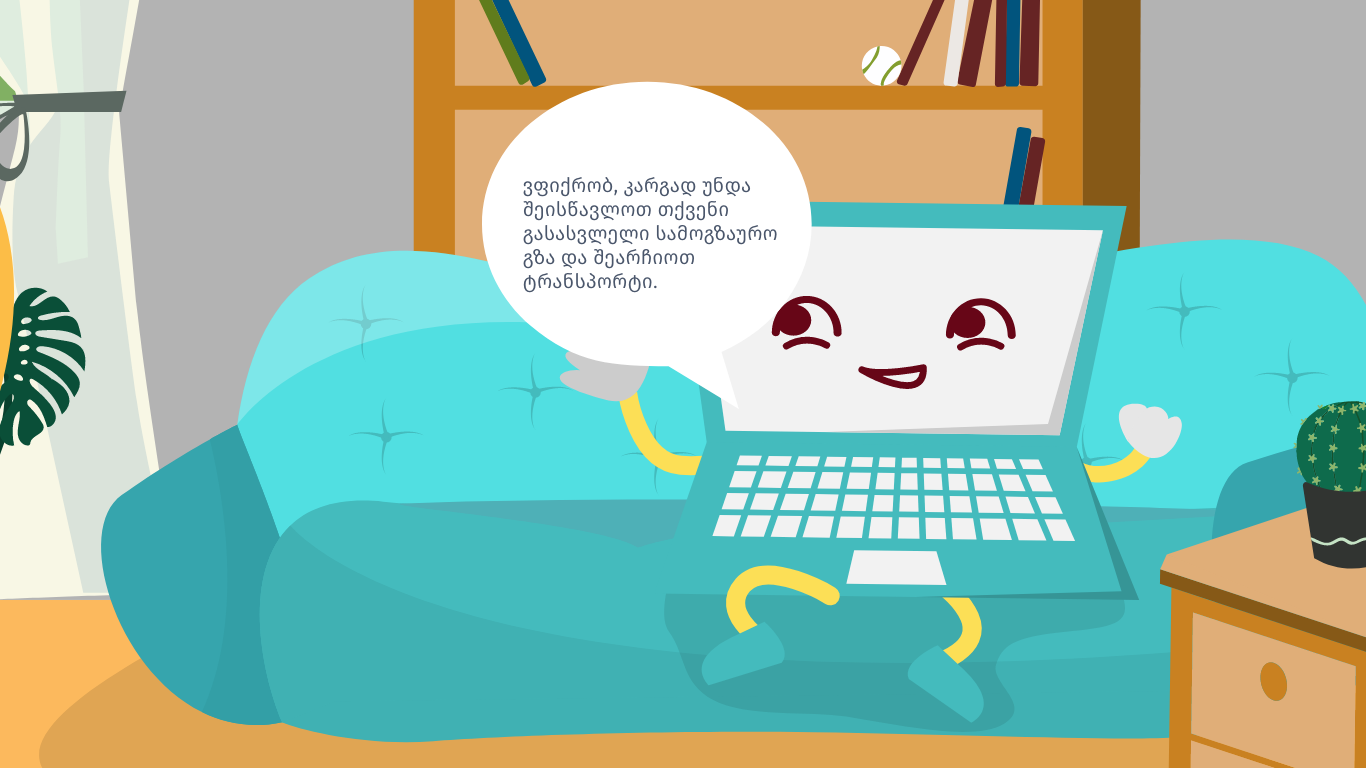 ვფიქრობ, კარგად უნდა
შეისწავლოთ თქვენი
გასასვლელი სამოგზაურო
გზა და შეარჩიოთ
ტრანსპორტი.